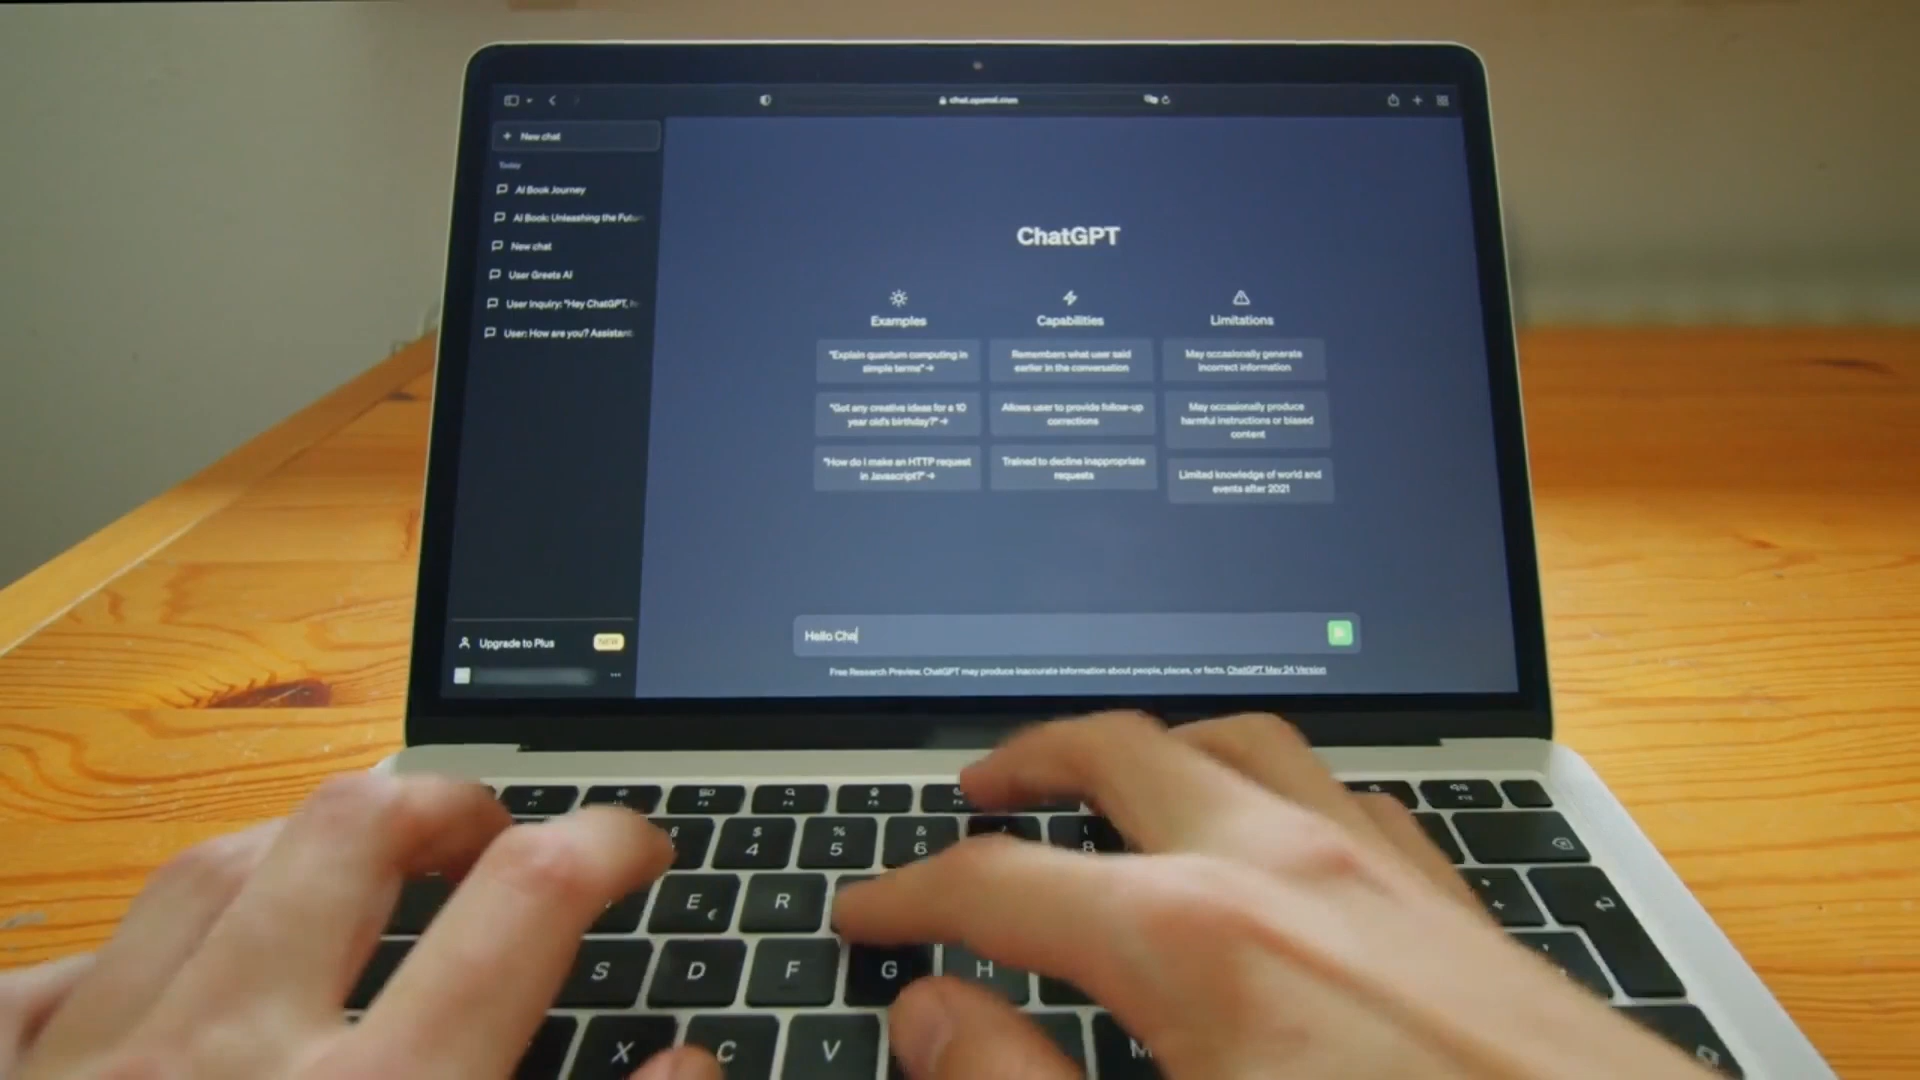 chat.openai.com
New chat
Today
AI Book Journey
AI Book: Unleashing the Futur
New chat
User Greets AI
User Inquiry: "Hey ChatGPT, h
User: How are you? Assistant:
Upgrade to Plus
NEW
ChatGPT
Examples
"Explain quantum computing in
simple terms" →
"Got any creative ideas for a 10
year old's birthday?" →
"How do I make an HTTP request
in Javascript?" →
Capabilities
Remembers what user said
earlier in the conversation
Allows user to provide follow-up
corrections
Trained to decline inappropriate
requests
Limitations
May occasionally generate
incorrect information
May occasionally produce
harmful instructions or biased
content
Limited knowledge of world and
events after 2021
Hello Cha
Free Research Preview. ChatGPT may produce inaccurate information about people, places, or facts. ChatGPT May 24 Version
F3 F4 F5
$ % & (
4 5 6 8
E € R
S D F G H
X C V M